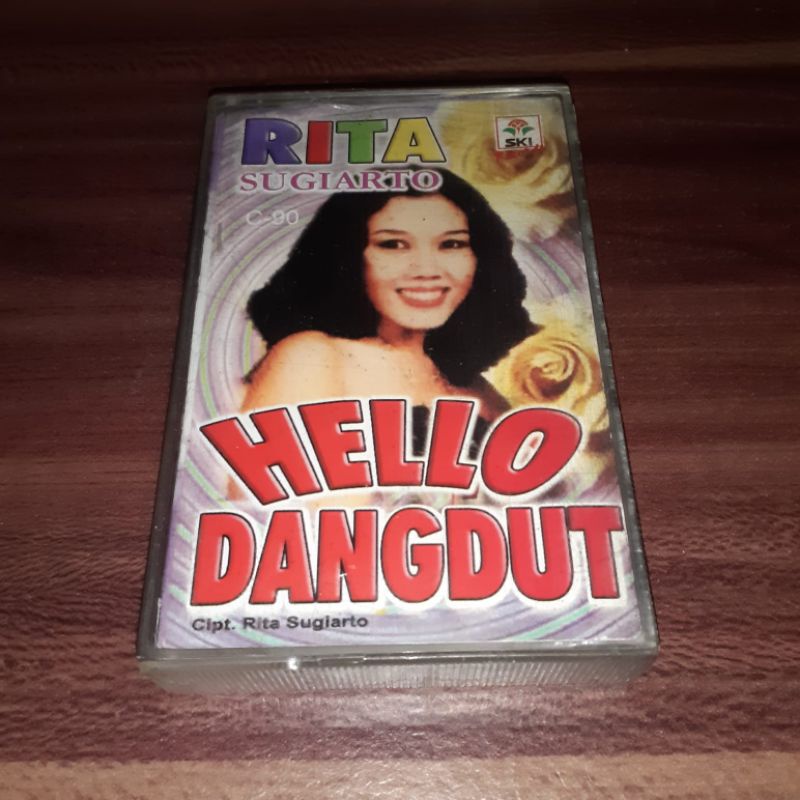 RITA
SUGIARTO
C-90
SKI
HELLO
DANGDUT
Cipt. Rita Sugiarto